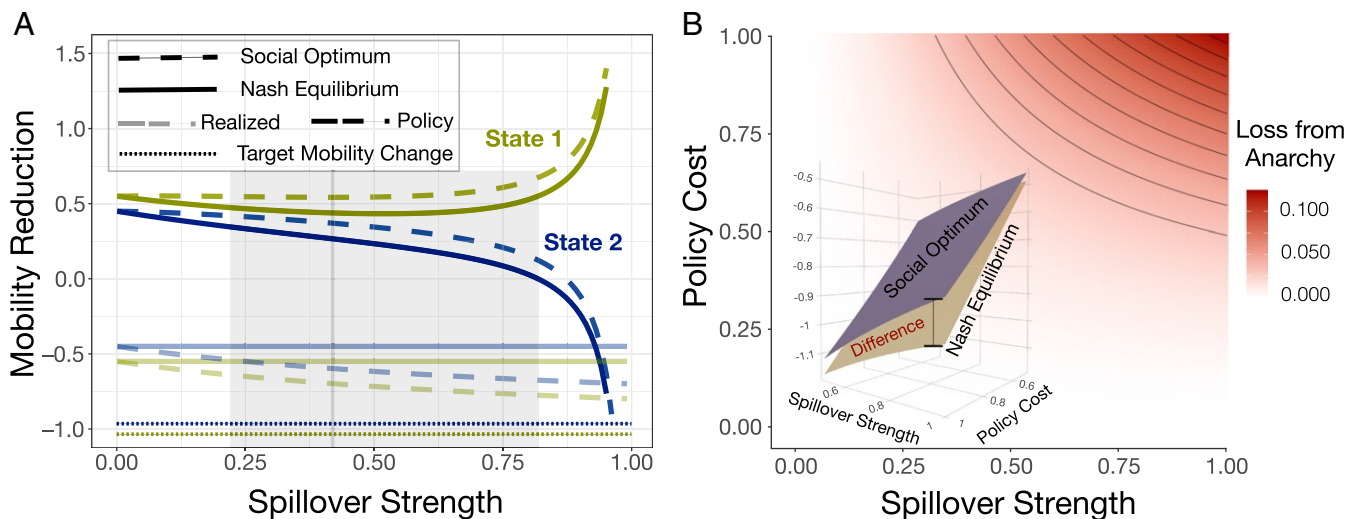 A
Mobility Reduction
1.5
1.0
0.5
0.0
−0.5
−1.0
Social Optimum
Nash Equilibrium
Realized
Policy
Target Mobility Change
State 1
State 2
0.00 0.25 0.50 0.75 1.00
Spillover Strength
B
Policy Cost
1.00
0.75
0.50
0.25
0.00
-0.5
-0.6
-0.7
-0.8
-0.9
-1
-1.1
Social Optimum
Nash Equilibrium
Difference
0.6
0.8
1
Spillover Strength
1
0.8
0.6
Policy Cost
0.00 0.25 0.50 0.75 1.00
Spillover Strength
Loss from
Anarchy
0.100
0.050
0.000